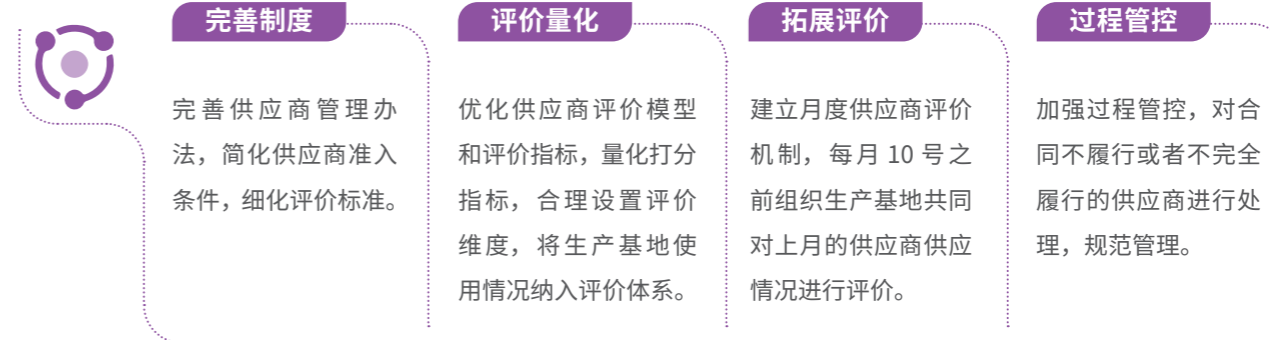 完善制度
完善供应商管理办
法，简化供应商准入
条件，细化评价标准。
评价量化
优化供应商评价模型
和评价指标，量化打分
指标，合理设置评价
维度，将生产基地使
用情况纳入评价体系。
拓展评价
建立月度供应商评价
机制，每月 10 号之
前组织生产基地共同
对上月的供应商供应
情况进行评价。
过程管控
加强过程管控，对合
同不履行或者不完全
履行的供应商进行处
理，规范管理。